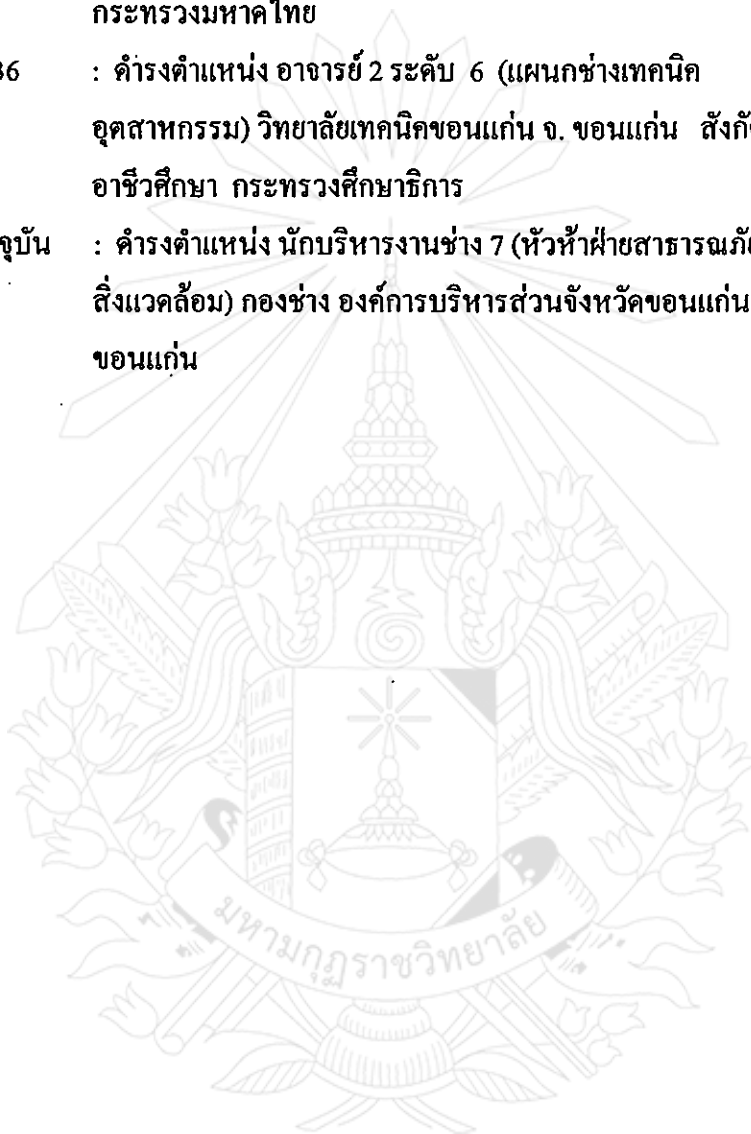 กระทรวงมหาดไทย
36 : ดำรงตำแหน่ง อาจารย์ 2 ระดับ 6 (แผนกช่างเทคนิค
อุตสาหกรรม) วิทยาลัยเทคนิคขอนแก่น จ. ขอนแก่น สังกั
อาชีวศึกษา กระทรวงศึกษาธิการ
จุบัน : ดำรงตำแหน่ง นักบริหารงานช่าง 7 (หัวห้าฝ่ายสาธารณภั
สิ่งแวดล้อม) กองช่าง องค์การบริหารส่วนจังหวัดขอนแก่น
ขอนแก่น
มหามกุฏราชวิทยาลัย